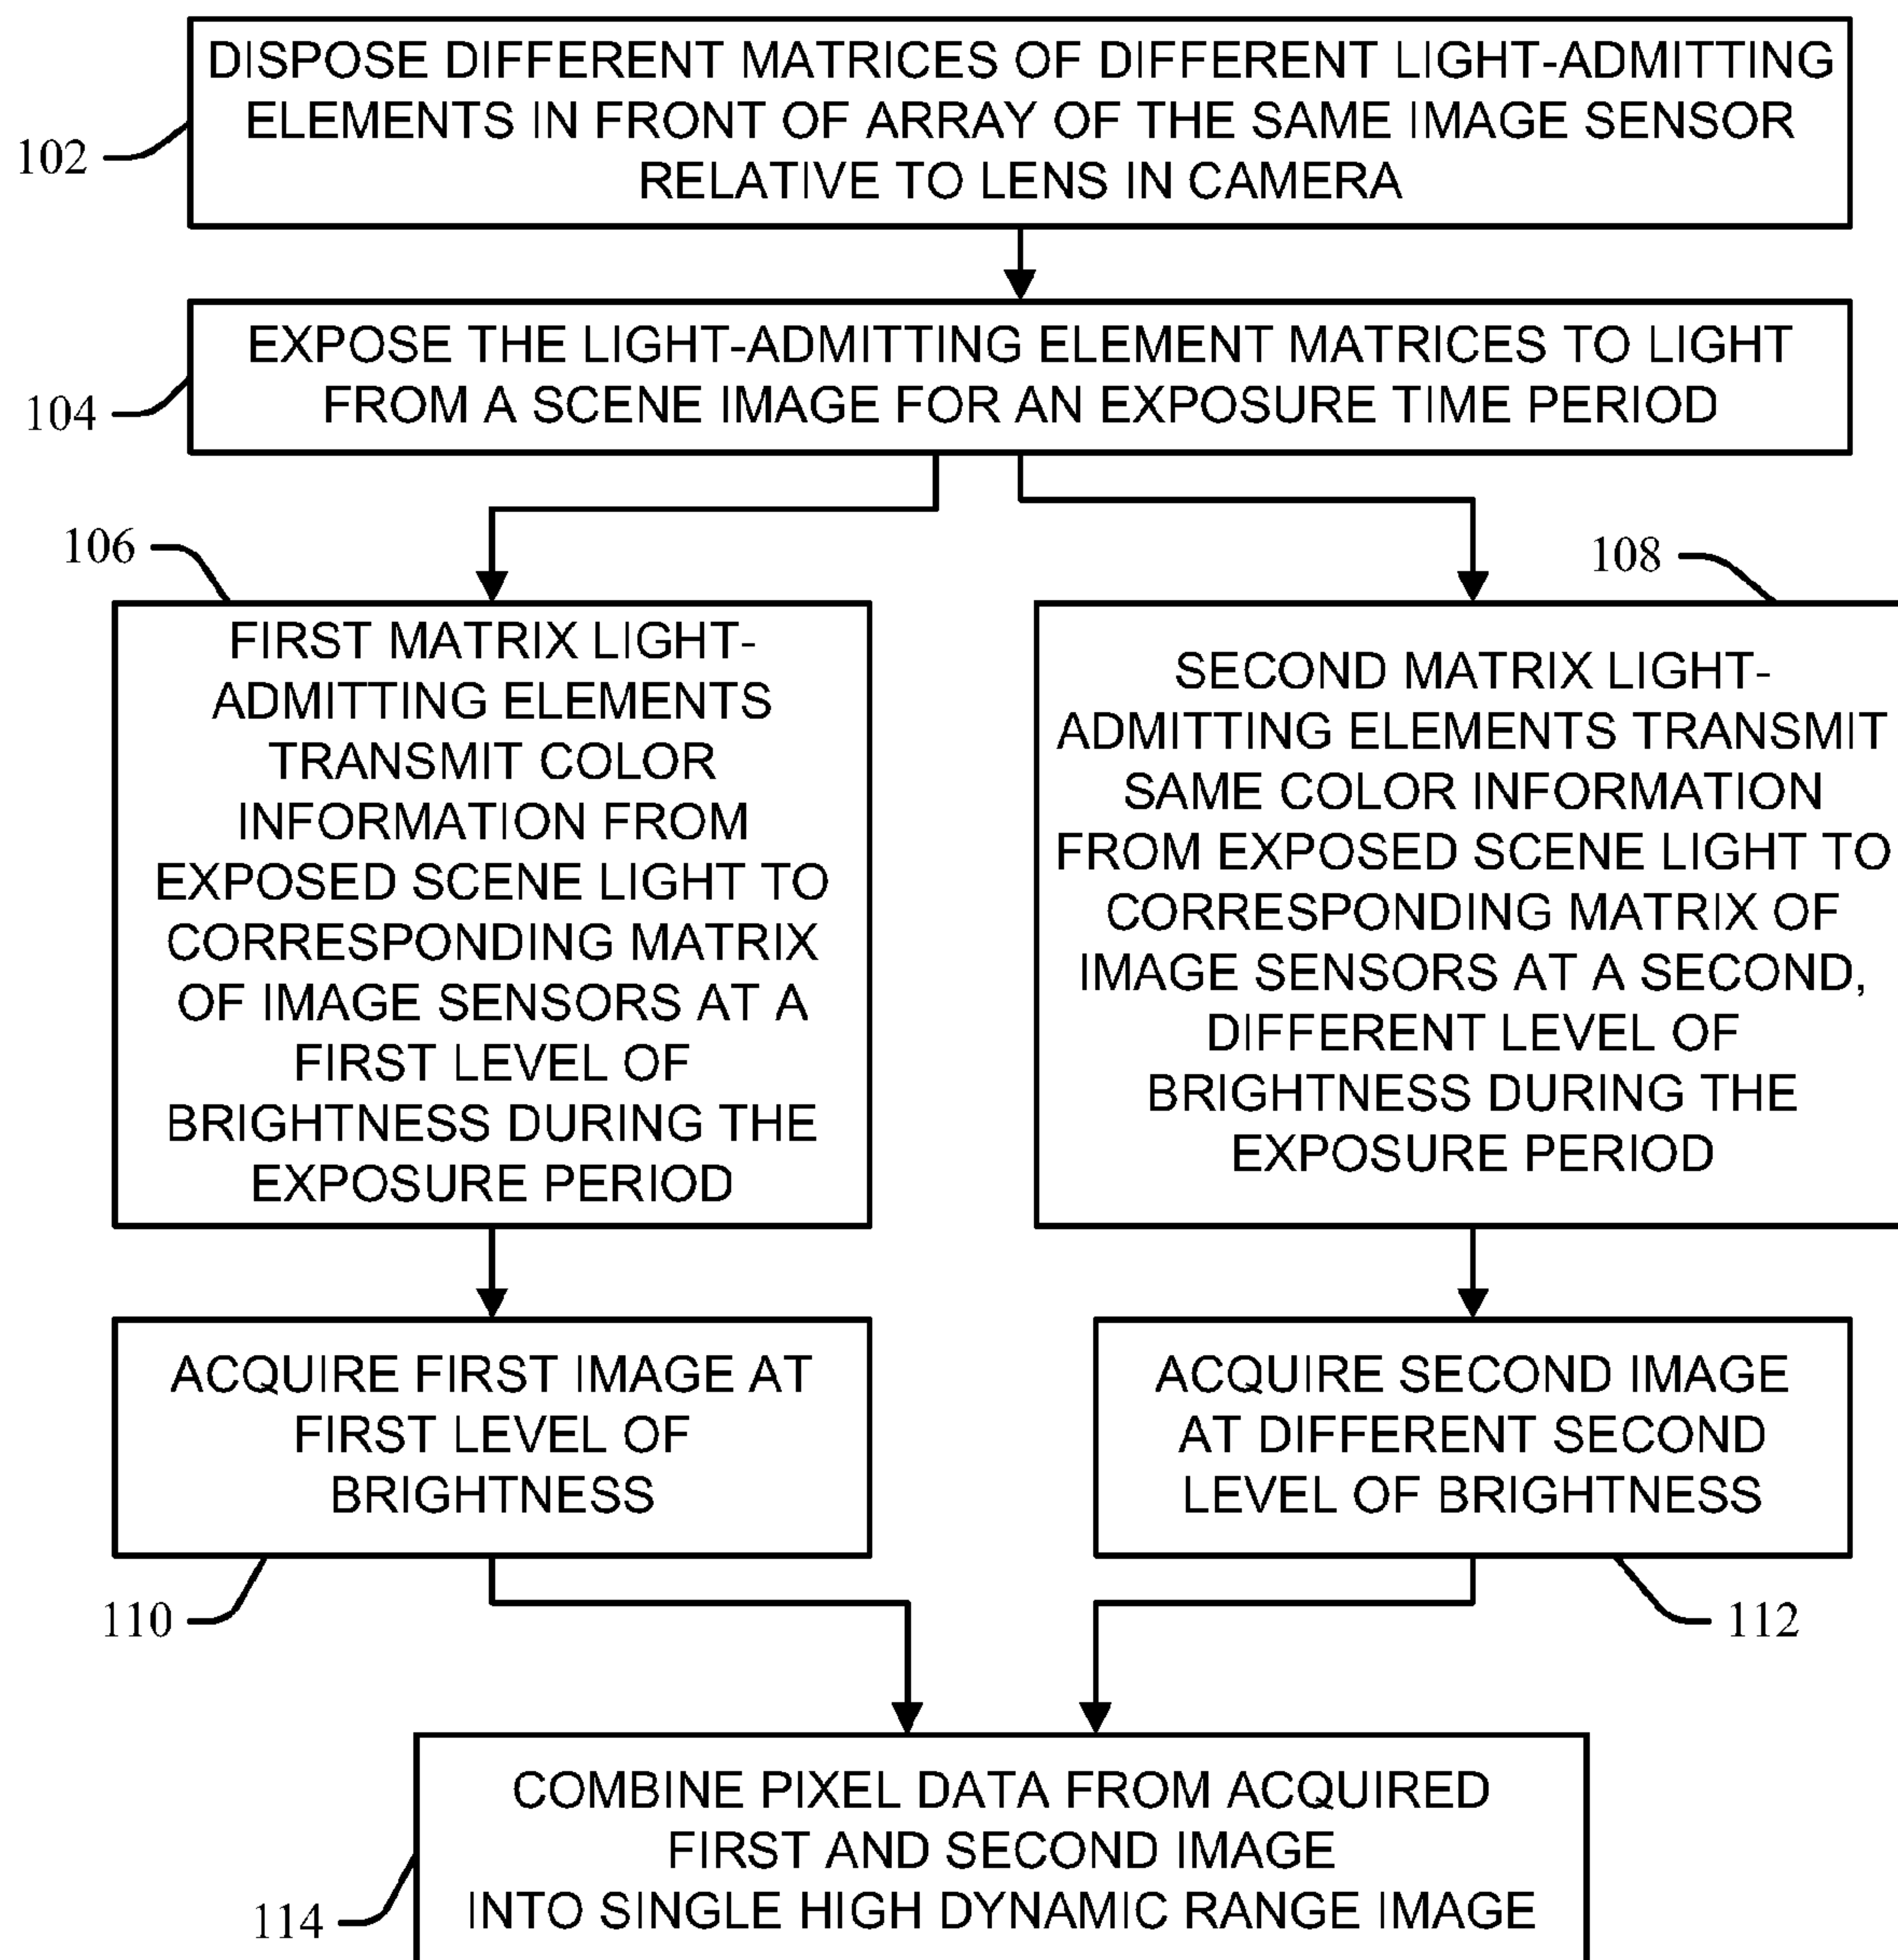 DISPOSE DIFFERENT MATRICES OF DIFFERENT LIGHT-ADMITTING
ELEMENTS IN FRONT OF ARRAY OF THE SAME IMAGE SENSOR
RELATIVE TO LENS IN CAMERA
102
EXPOSE THE LIGHT-ADMITTING ELEMENT MATRICES TO LIGHT
FROM A SCENE IMAGE FOR AN EXPOSURE TIME PERIOD
104
106
FIRST MATRIX LIGHT-
ADMITTING ELEMENTS
TRANSMIT COLOR
INFORMATION FROM
EXPOSED SCENE LIGHT TO
CORRESPONDING MATRIX
OF IMAGE SENSORS AT A
FIRST LEVEL OF
BRIGHTNESS DURING THE
EXPOSURE PERIOD
108
SECOND MATRIX LIGHT-
ADMITTING ELEMENTS TRANSMIT
SAME COLOR INFORMATION
FROM EXPOSED SCENE LIGHT TO
CORRESPONDING MATRIX OF
IMAGE SENSORS AT A SECOND,
DIFFERENT LEVEL OF
BRIGHTNESS DURING THE
EXPOSURE PERIOD
ACQUIRE FIRST IMAGE AT
FIRST LEVEL OF
BRIGHTNESS
110
ACQUIRE SECOND IMAGE
AT DIFFERENT SECOND
LEVEL OF BRIGHTNESS
112
COMBINE PIXEL DATA FROM ACQUIRED
FIRST AND SECOND IMAGE
INTO SINGLE HIGH DYNAMIC RANGE IMAGE
114